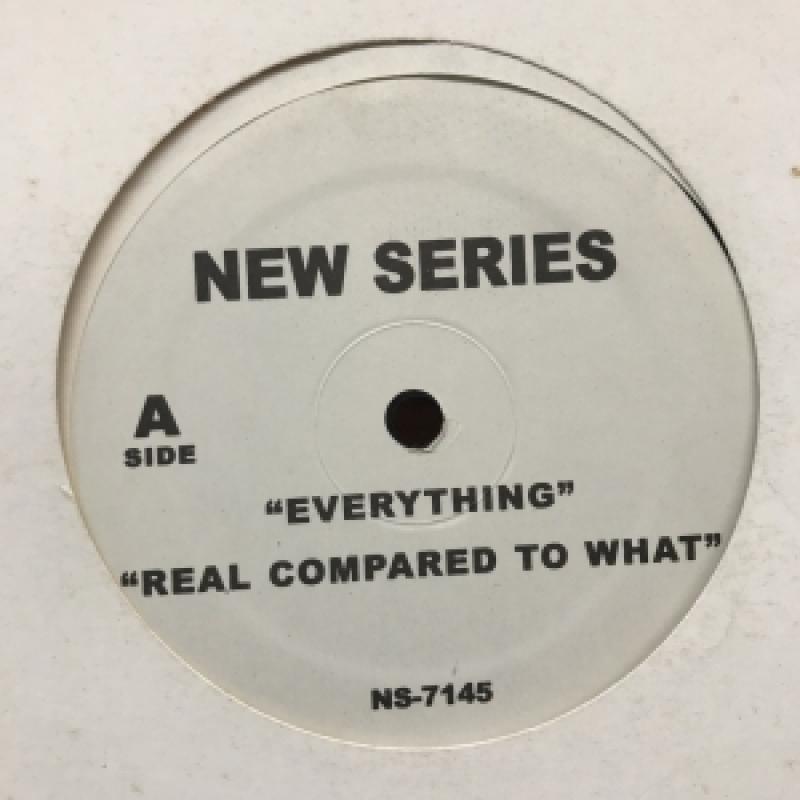 NEW SERIES
A
SIDE
“EVERYTHING”
“REAL COMPARED TO WHAT”
NS-7145